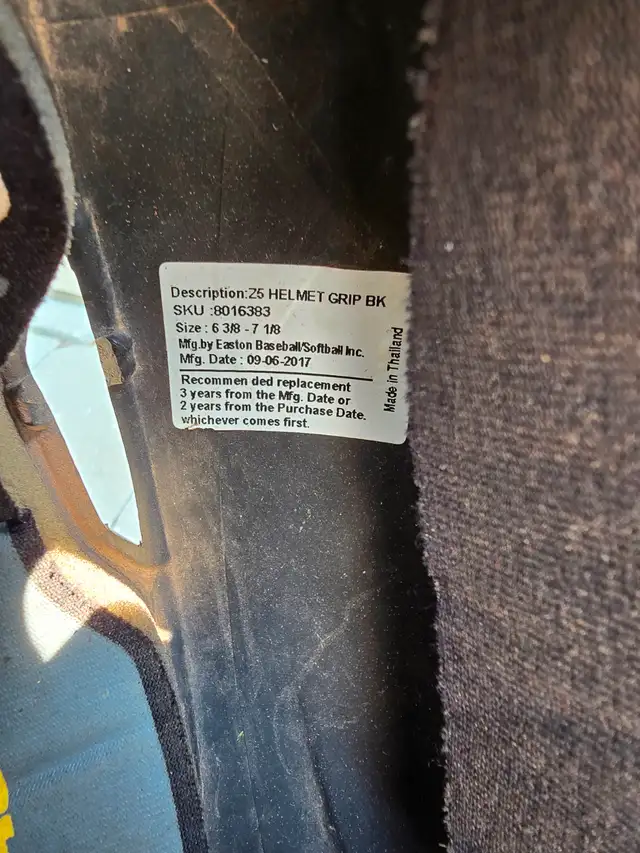 Description:Z5 HELMET GRIP BK
SKU :8016383
Size : 6 3/8 - 7 1/8
Mfg.by Easton Baseball/Softball Inc.
Mfg. Date : 09-06-2017
Recommen ded replacement
3 years from the Mfg. Date or
2 years from the Purchase Date.
whichever comes first.
Made in Thailand